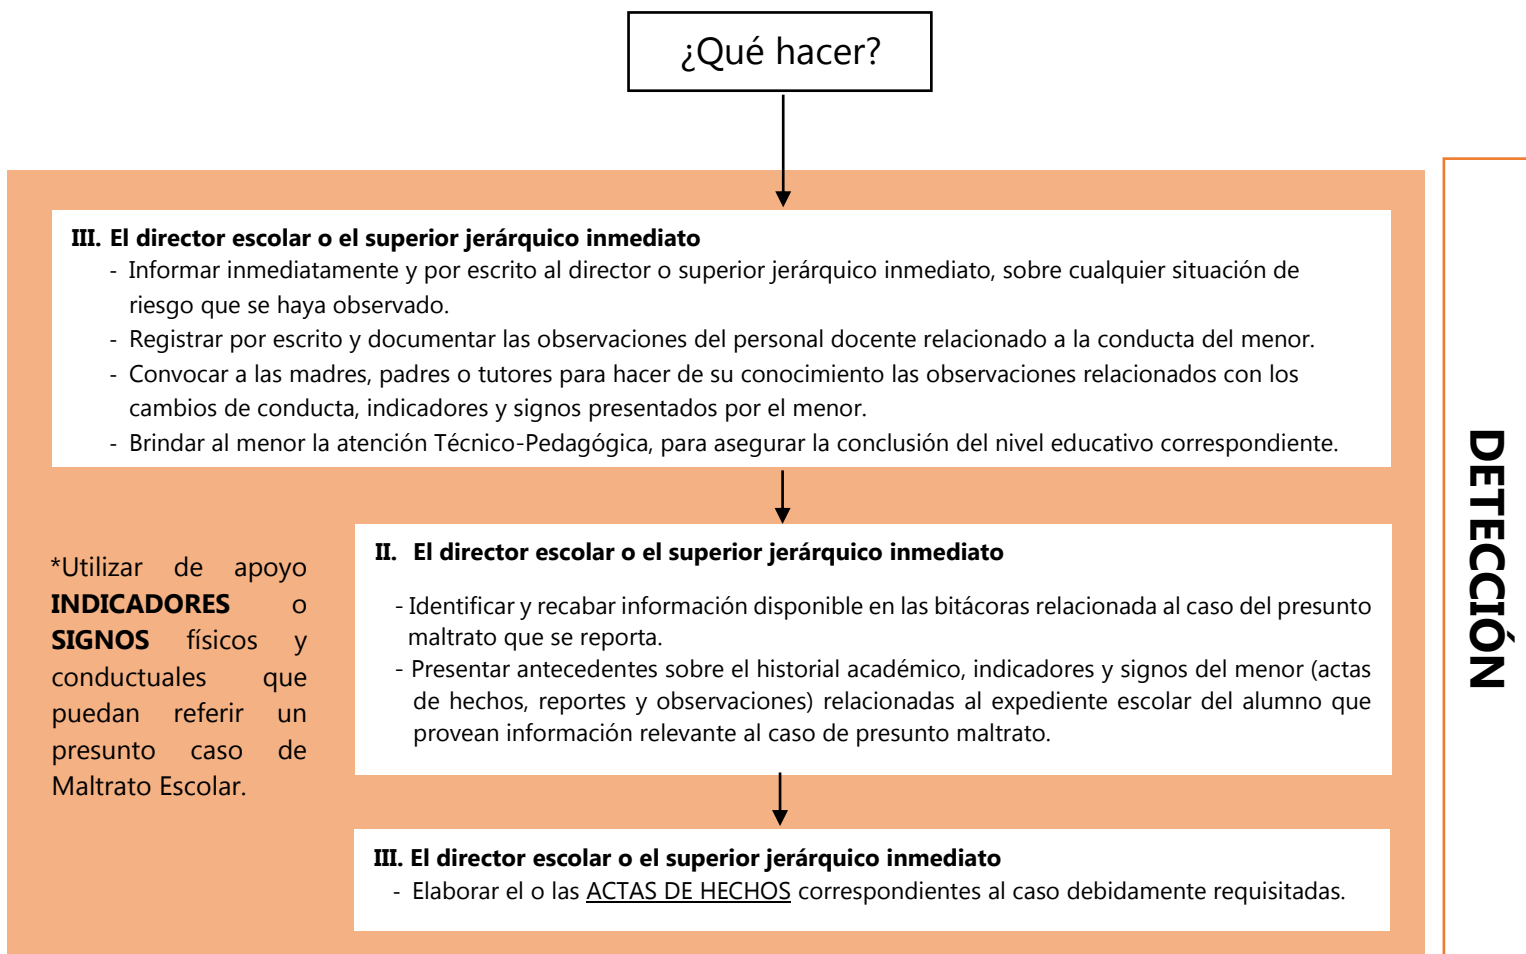 ¿Qué hacer?
III. El director escolar o el superior jerárquico inmediato
- Informar inmediatamente y por escrito al director o superior jerárquico inmediato, sobre cualquier situación de
riesgo que se haya observado.
- Registrar por escrito y documentar las observaciones del personal docente relacionado a la conducta del menor.
- Convocar a las madres, padres o tutores para hacer de su conocimiento las observaciones relacionados con los
cambios de conducta, indicadores y signos presentados por el menor.
- Brindar al menor la atención Técnico-Pedagógica, para asegurar la conclusión del nivel educativo correspondiente.
*Utilizar de apoyo
INDICADORES o
SIGNOS físicos y
conductuales que
puedan referir un
presunto caso de
Maltrato Escolar.
II. El director escolar o el superior jerárquico inmediato
- Identificar y recabar información disponible en las bitácoras relacionada al caso del presunto
maltrato que se reporta.
- Presentar antecedentes sobre el historial académico, indicadores y signos del menor (actas
de hechos, reportes y observaciones) relacionadas al expediente escolar del alumno que
provean información relevante al caso de presunto maltrato.
III. El director escolar o el superior jerárquico inmediato
- Elaborar el o las ACTAS DE HECHOS correspondientes al caso debidamente requisitadas.
DETECCIÓN